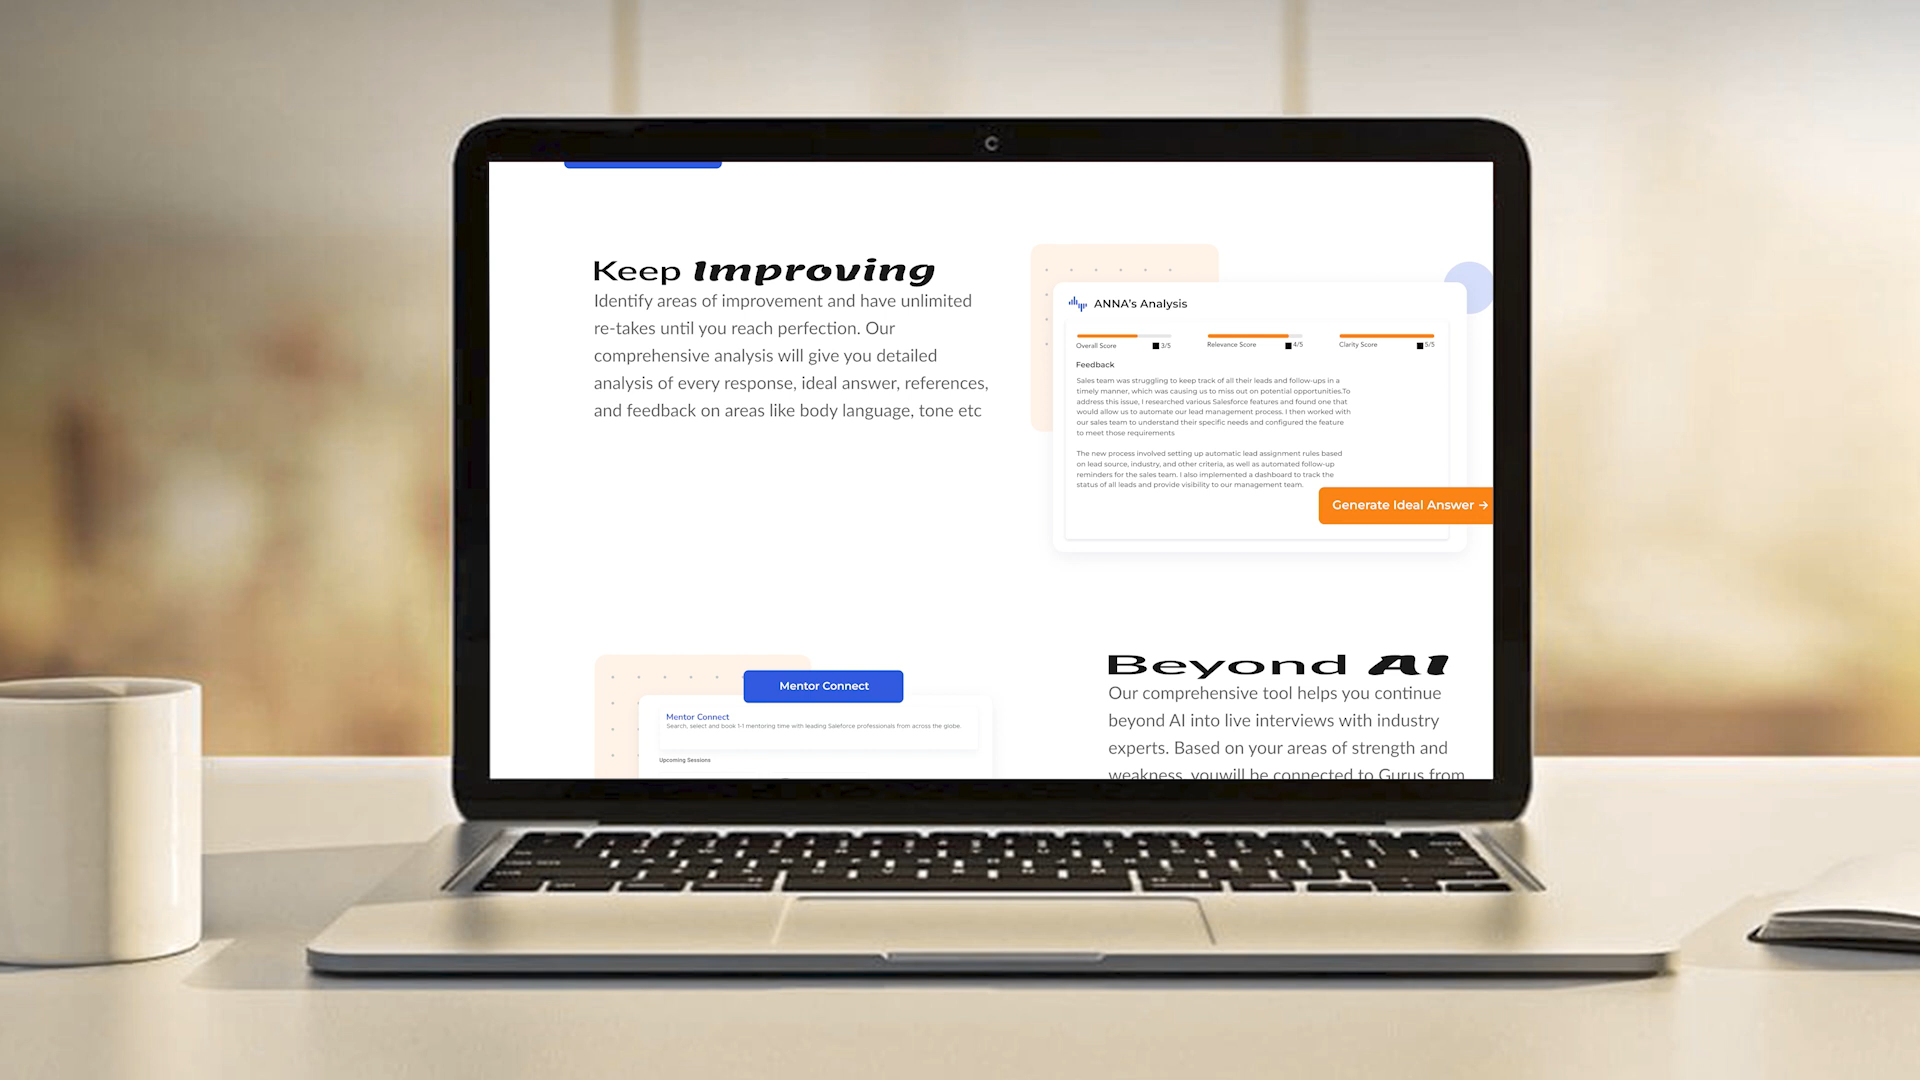 Keep Improving
Identify areas of improvement and have unlimited
re-takes until you reach perfection. Our
comprehensive analysis will give you detailed
analysis of every response, ideal answer, references,
and feedback on areas like body language, tone etc
ANNA's Analysis
Overall Score 3/5
Relevance Score 4/5
Clarity Score 5/5
Feedback
Sales team was struggling to keep track of all their leads and follow-ups in a
timely manner, which was causing us to miss out on potential opportunities.To
address this issue, I researched various Salesforce features and found one that
would allow us to automate our lead management process. I then worked with
our sales team to understand their specific needs and configured the feature
to meet those requirements
The new process involved setting up automatic lead assignment rules based
on lead source, industry, and other criteria, as well as automated follow-up
reminders for the sales team. I also implemented a dashboard to track the
status of all leads and provide visibility to our management team.
Generate Ideal Answer →
Mentor Connect
Mentor Connect
Search, select and book 1-1 mentoring time with leading Saleforce professionals from across the globe.
Upcoming Sessions
Beyond AI
Our comprehensive tool helps you continue
beyond AI into live interviews with industry
experts. Based on your areas of strength and
weakness, youwill be connected to Gurus from